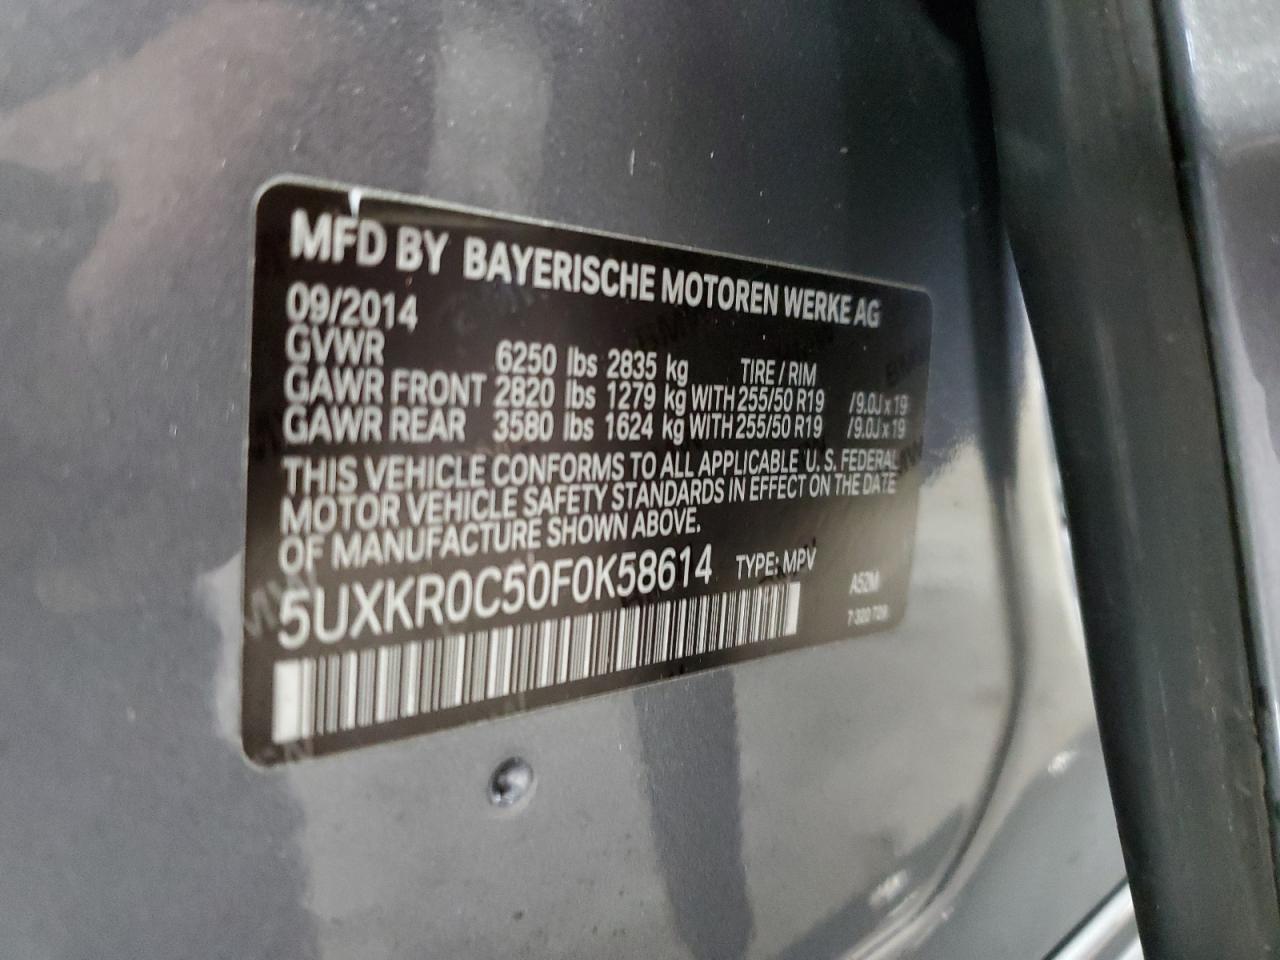 MFD BY BAYERISCHE MOTOREN WERKE AG
09/2014
GVWR 6250 lbs 2835 kg TIRE / RIM
GAWR FRONT 2820 lbs 1279 kg WITH 255/50 R19 /9.0J x 19
GAWR REAR 3580 lbs 1624 kg WITH 255/50 R19 /9.0J x 19
THIS VEHICLE CONFORMS TO ALL APPLICABLE U.S. FEDERAL
MOTOR VEHICLE SAFETY STANDARDS IN EFFECT ON THE DATE
OF MANUFACTURE SHOWN ABOVE.
5UXKR0C50F0K58614 TYPE: MPV
A52M